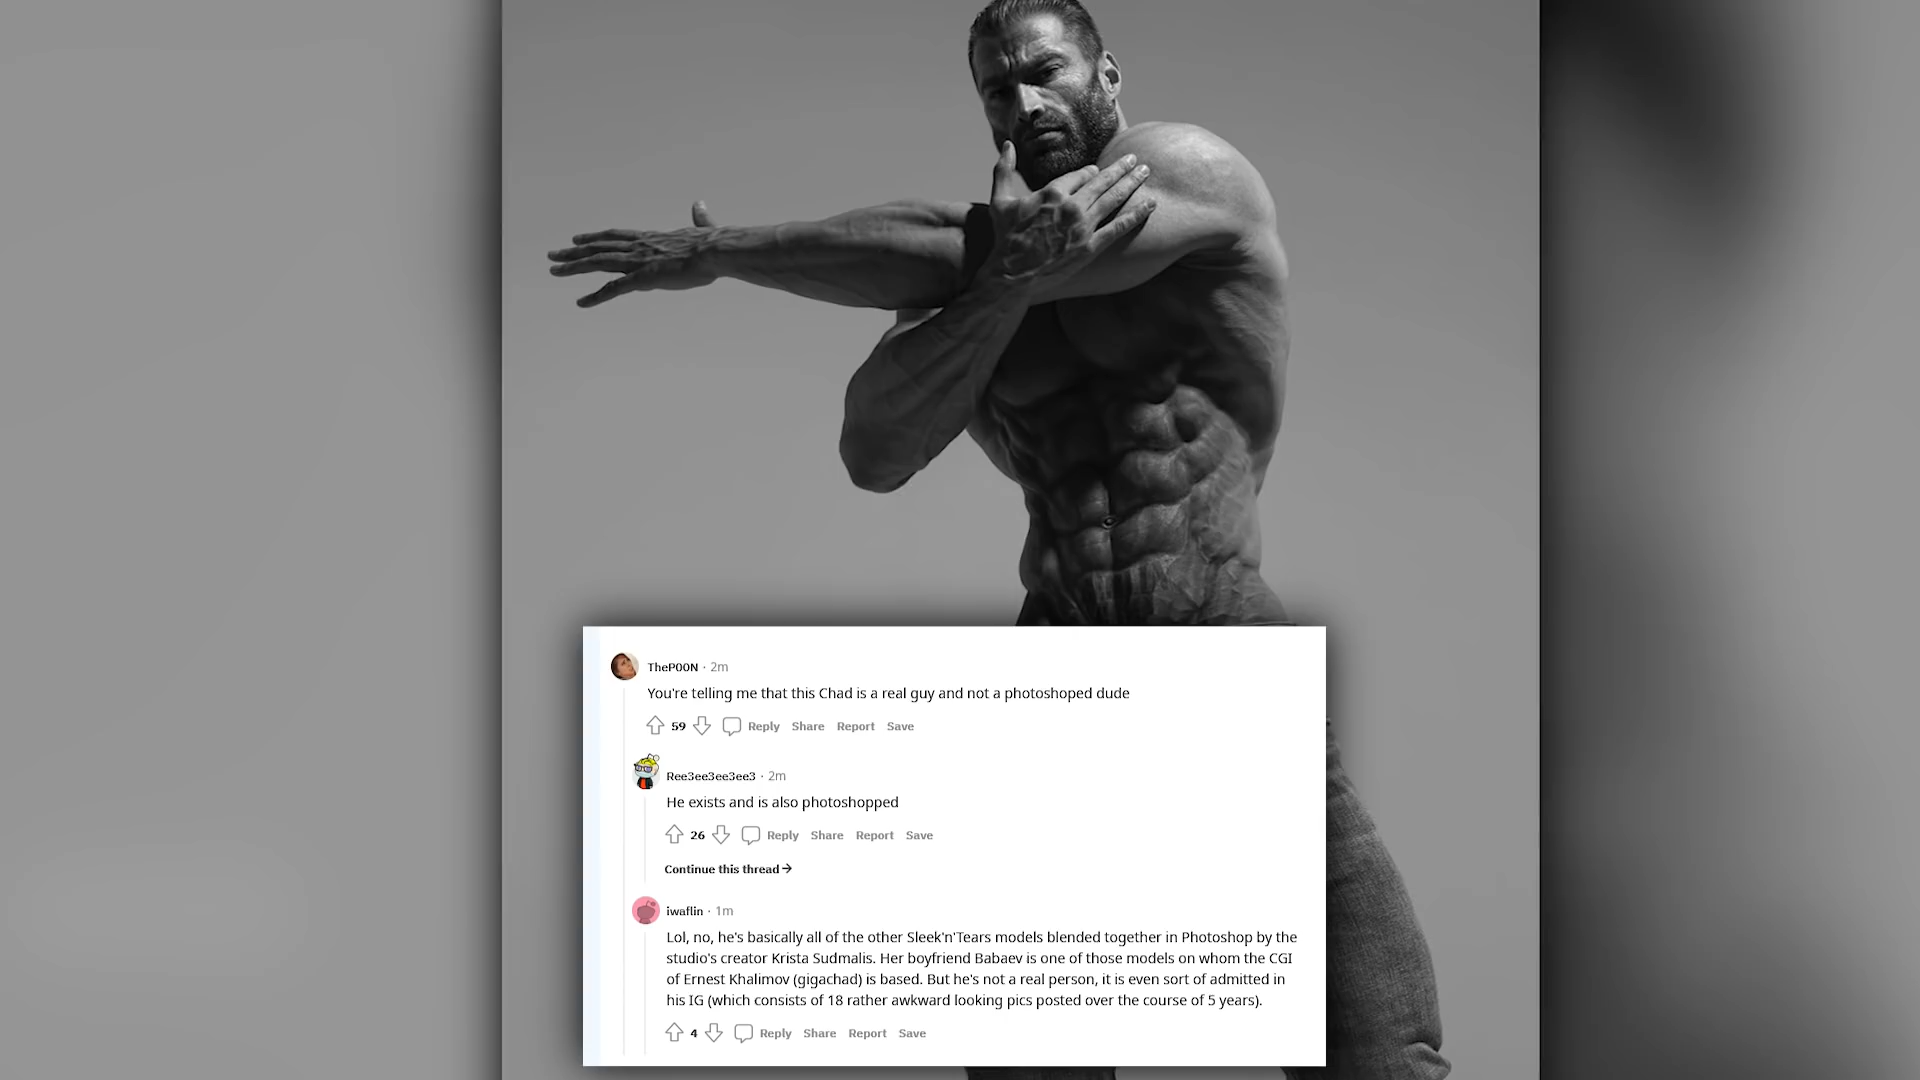 TheP00N · 2m
You're telling me that this Chad is a real guy and not a photoshoped dude
59 Reply Share Report Save
Ree3ee3ee3ee3 · 2m
He exists and is also photoshopped
26 Reply Share Report Save
Continue this thread→
iwaflin · 1m
Lol, no, he's basically all of the other Sleek'n'Tears models blended together in Photoshop by the
studio's creator Krista Sudmalis. Her boyfriend Babaev is one of those models on whom the CGI
of Ernest Khalimov (gigachad) is based. But he's not a real person, it is even sort of admitted in
his IG (which consists of 18 rather awkward looking pics posted over the course of 5 years).
4 Reply Share Report Save